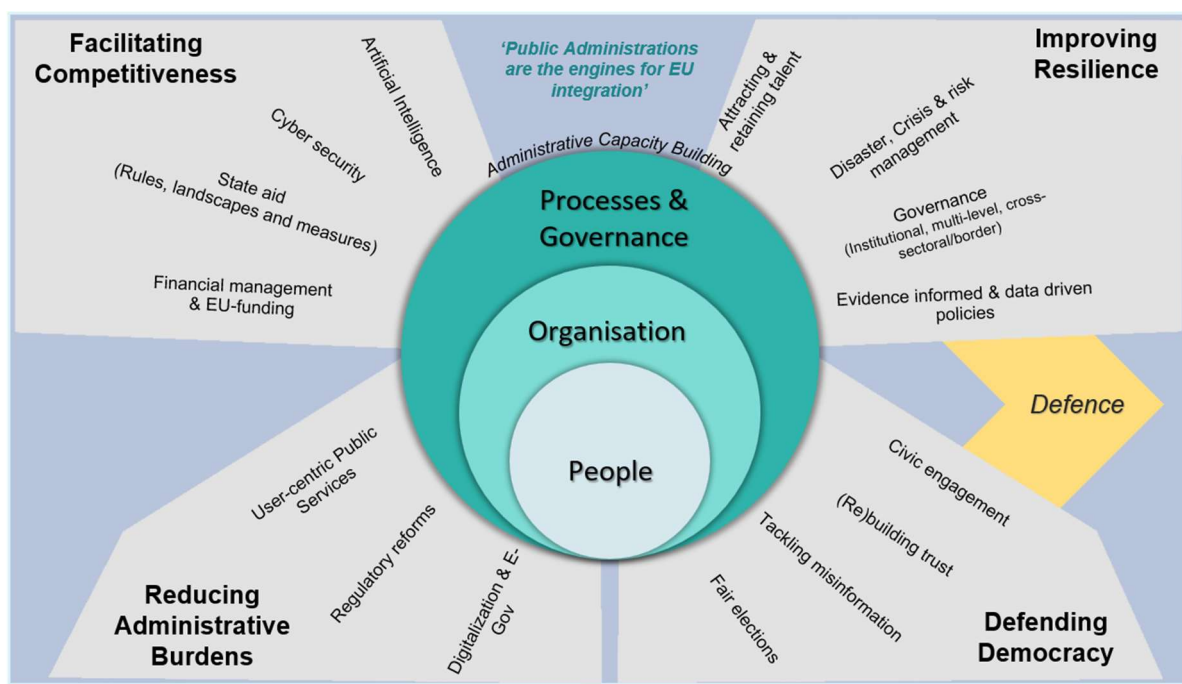 Facilitating
Competitiveness
Artificial Intelligence
Cyber security
State aid
(Rules, landscapes and measures)
Financial management
& EU-funding
‘Public Administrations
are the engines for EU
integration’
Administrative Capacity Building
Improving
Resilience
Attracting &
retaining talent
Disaster, Crisis & risk
management
Governance
(Institutional, multi-level, cross-
sectoral/border)
Evidence informed & data driven
policies
Processes &
Governance
Organisation
People
Defence
User-centric Public
Services
Regulatory reforms
Digitalization & E-
Gov
Reducing
Administrative
Burdens
Civic engagement
(Re)building trust
Tackling misinformation
Fair elections
Defending
Democracy